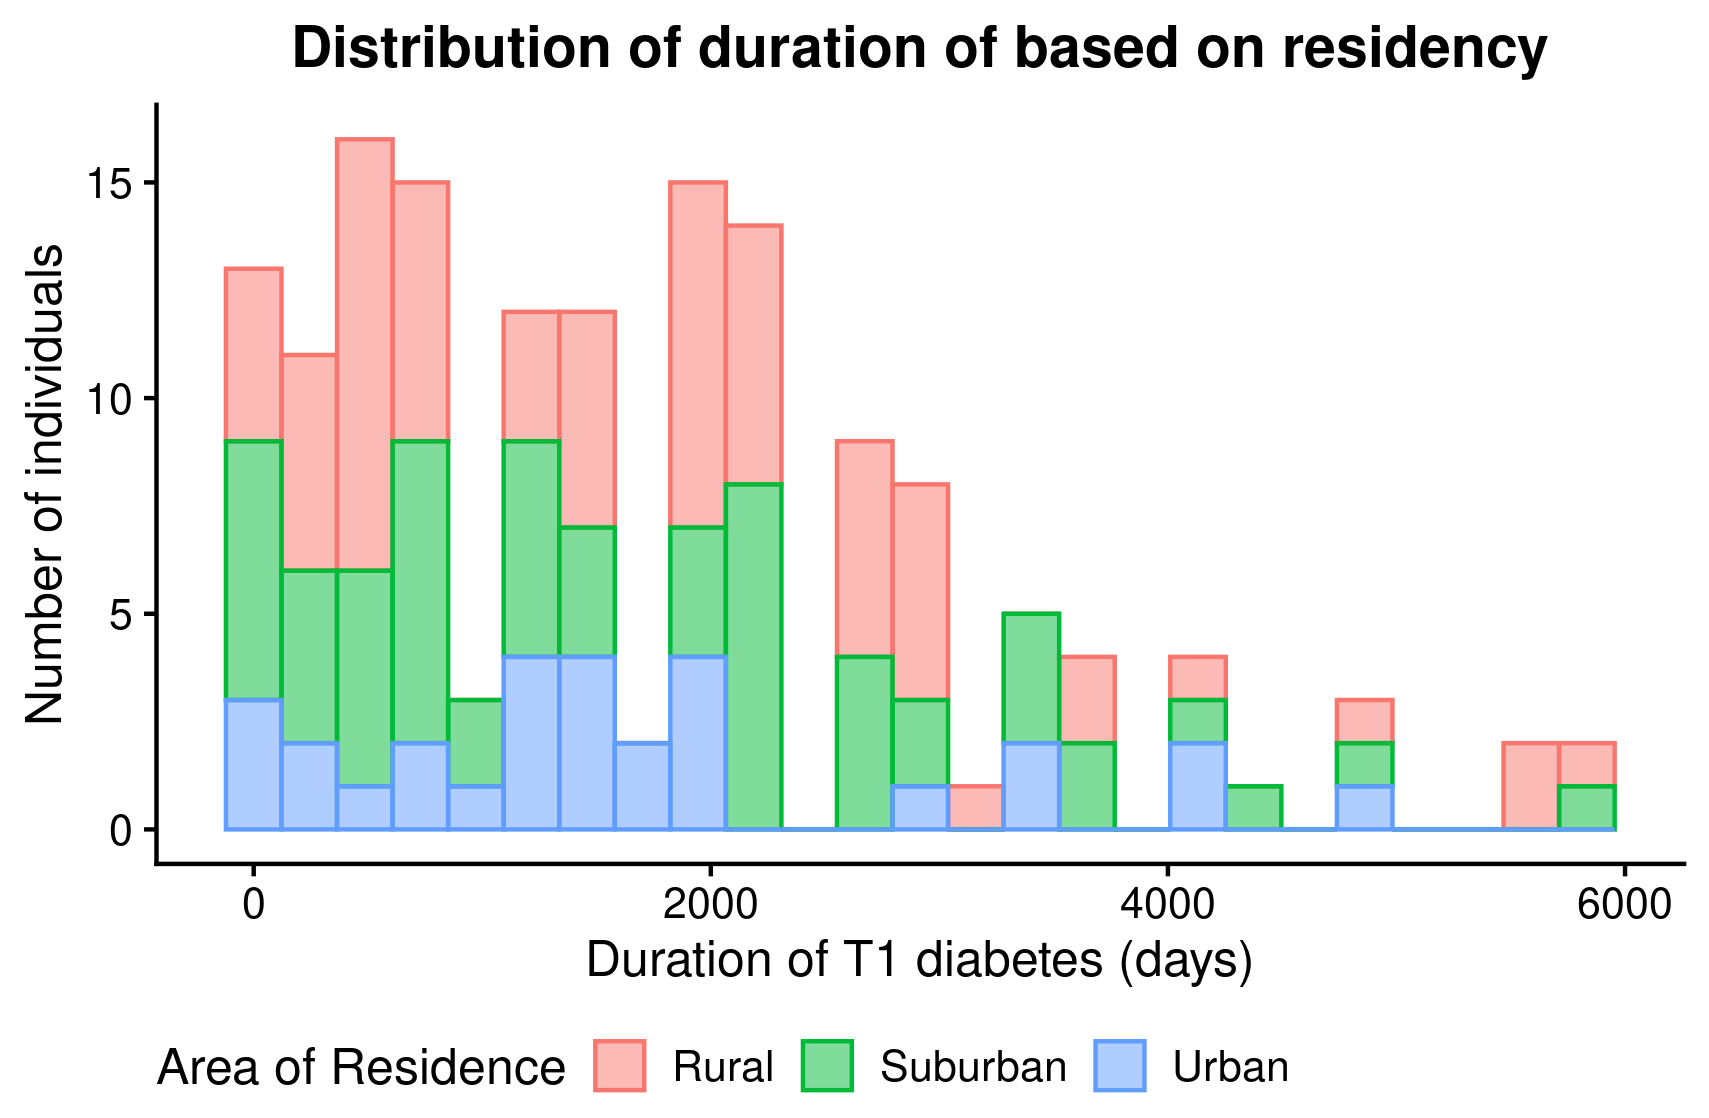 Distribution of duration of based on residency
Number of individuals
15
10
5
0
0 2000 4000 6000
Duration of T1 diabetes (days)
Area of Residence Rural Suburban Urban